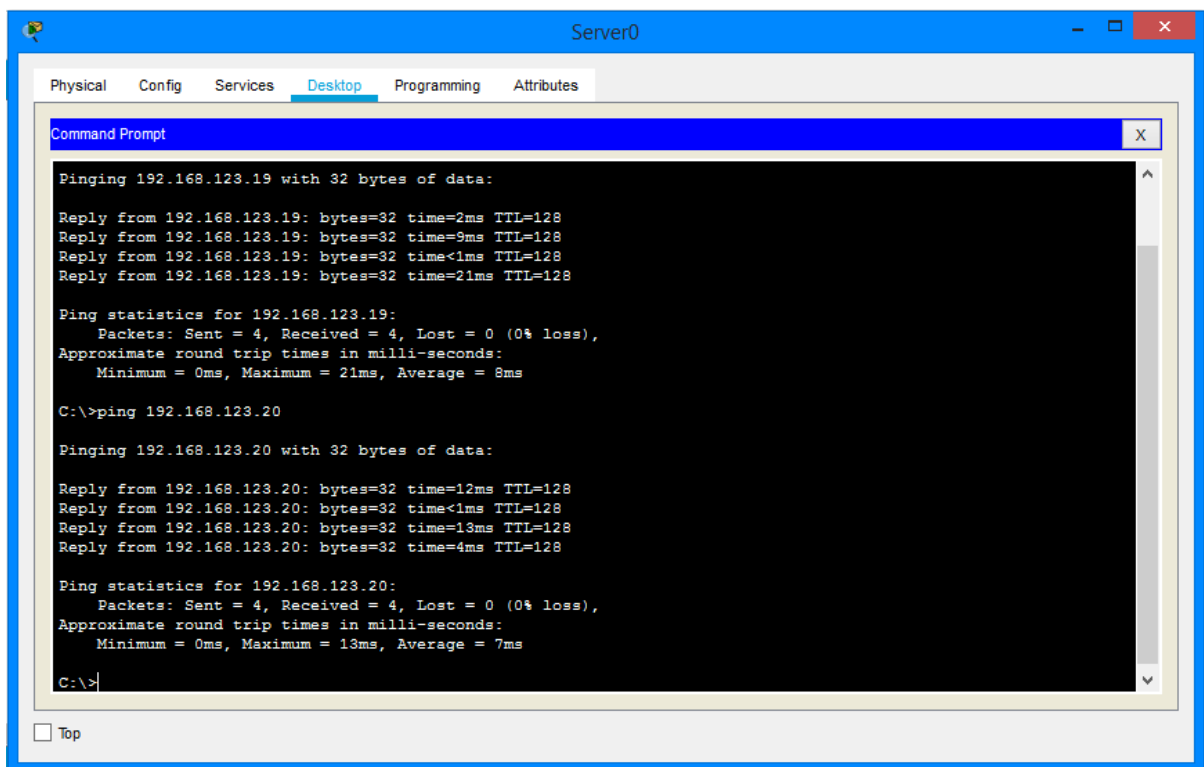 Server0
Physical Config Services Desktop Programming Attributes
Command Prompt
X
Pinging 192.168.123.19 with 32 bytes of data:
Reply from 192.168.123.19: bytes=32 time=2ms TTL=128
Reply from 192.168.123.19: bytes=32 time=9ms TTL=128
Reply from 192.168.123.19: bytes=32 time<1ms TTL=128
Reply from 192.168.123.19: bytes=32 time=21ms TTL=128
Ping statistics for 192.168.123.19:
Packets: Sent = 4, Received = 4, Lost = 0 (0% loss),
Approximate round trip times in milli-seconds:
Minimum = 0ms, Maximum = 21ms, Average = 8ms
C:\>ping 192.168.123.20
Pinging 192.168.123.20 with 32 bytes of data:
Reply from 192.168.123.20: bytes=32 time=12ms TTL=128
Reply from 192.168.123.20: bytes=32 time<1ms TTL=128
Reply from 192.168.123.20: bytes=32 time=13ms TTL=128
Reply from 192.168.123.20: bytes=32 time=4ms TTL=128
Ping statistics for 192.168.123.20:
Packets: Sent = 4, Received = 4, Lost = 0 (0% loss),
Approximate round trip times in milli-seconds:
Minimum = 0ms, Maximum = 13ms, Average = 7ms
C:\>
Top